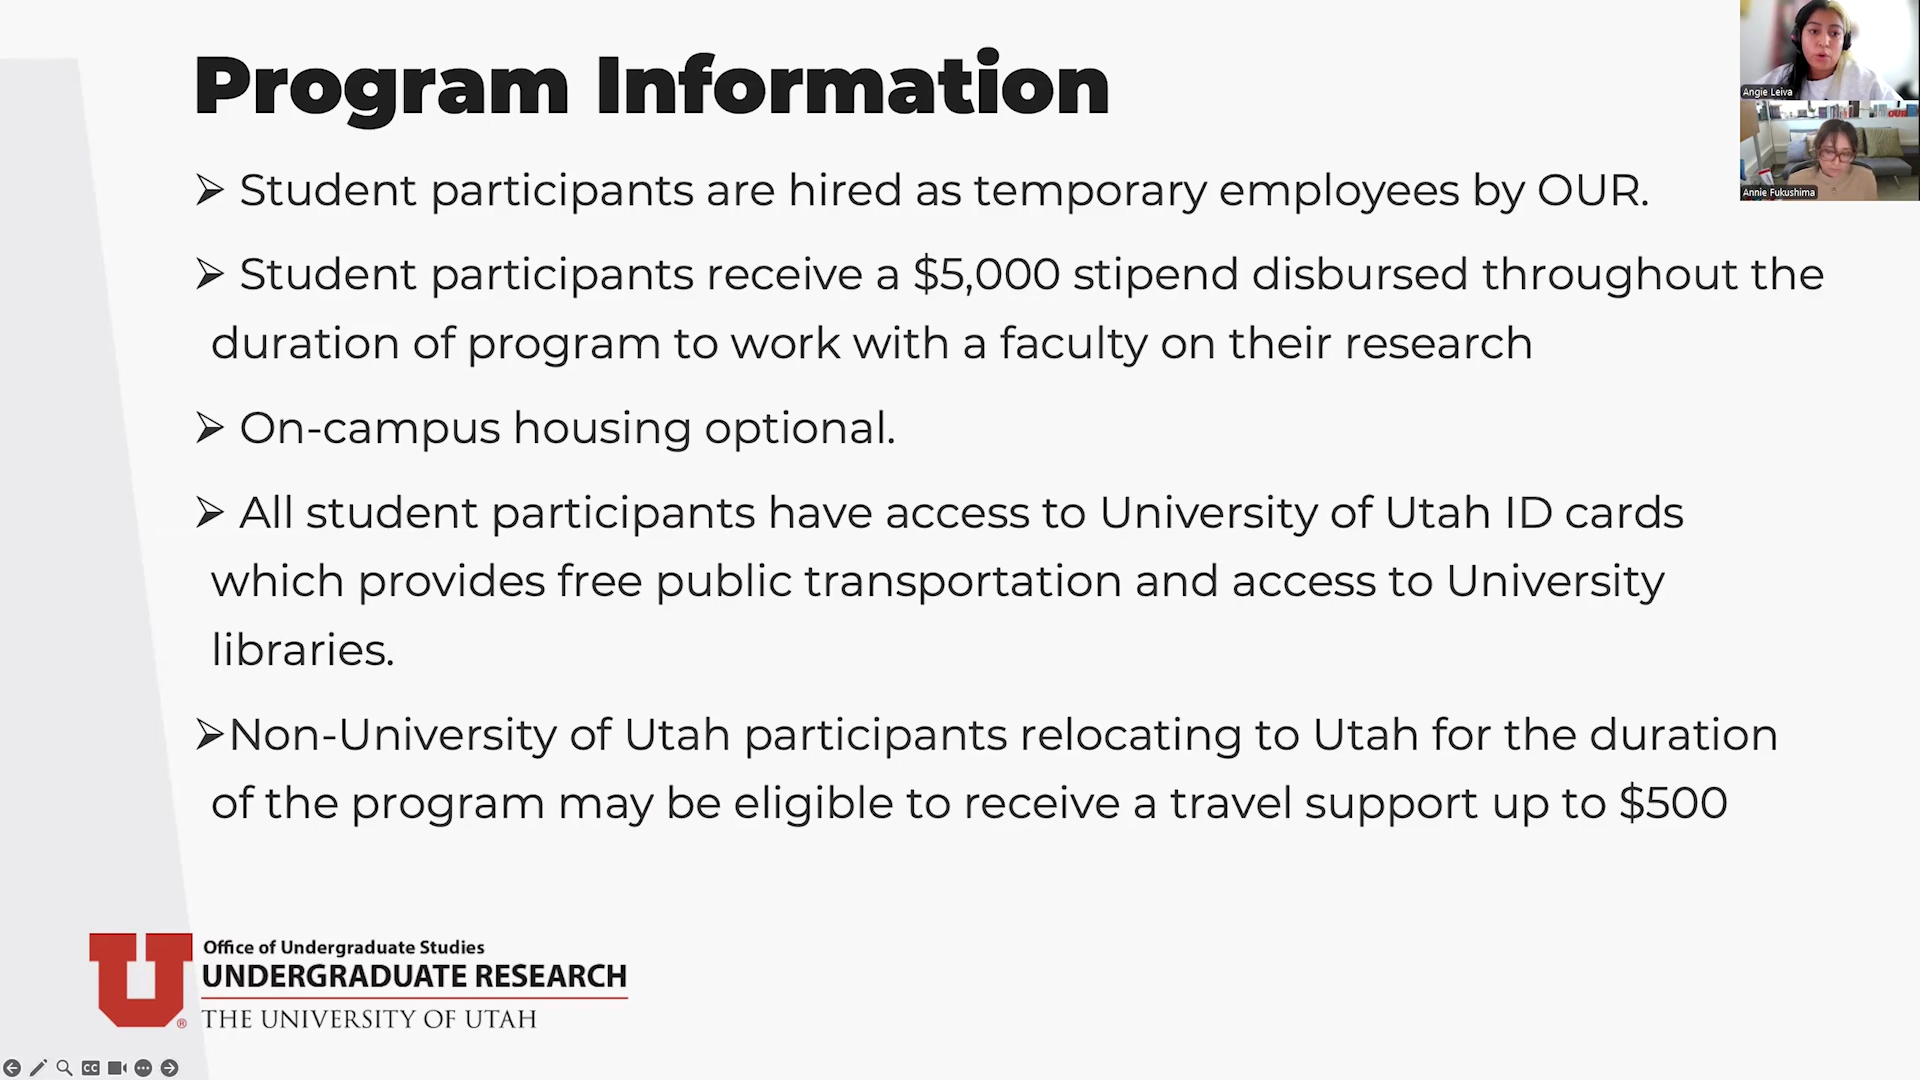 Program Information
Angie Leiva
OUR
Annie Fukushima
➢ Student participants are hired as temporary employees by OUR.
➢ Student participants receive a $5,000 stipend disbursed throughout the
duration of program to work with a faculty on their research
➢ On-campus housing optional.
➢ All student participants have access to University of Utah ID cards
which provides free public transportation and access to University
libraries.
➢Non-University of Utah participants relocating to Utah for the duration
of the program may be eligible to receive a travel support up to $500
U®
Office of Undergraduate Studies
UNDERGRADUATE RESEARCH
THE UNIVERSITY OF UTAH
CC